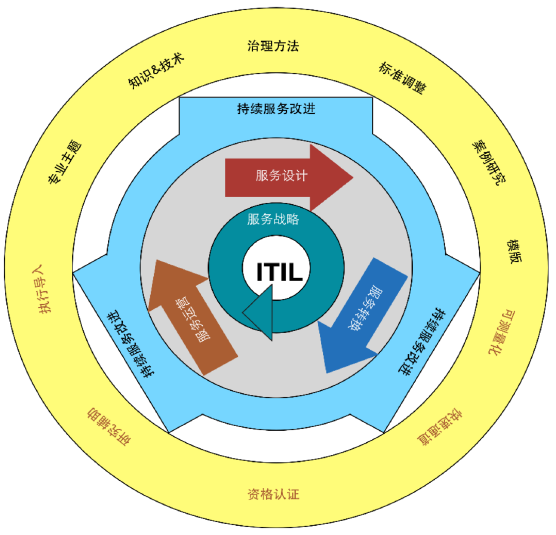 治理方法
知识&技术
标准调整
专业主题
案例研究
模版
执行导入
可测量化
研究辅助
快速通道
资格认证
持续服务改进
持续服务改进
持续服务改进
服务设计
服务战略
ITIL
服务运营
服务转换